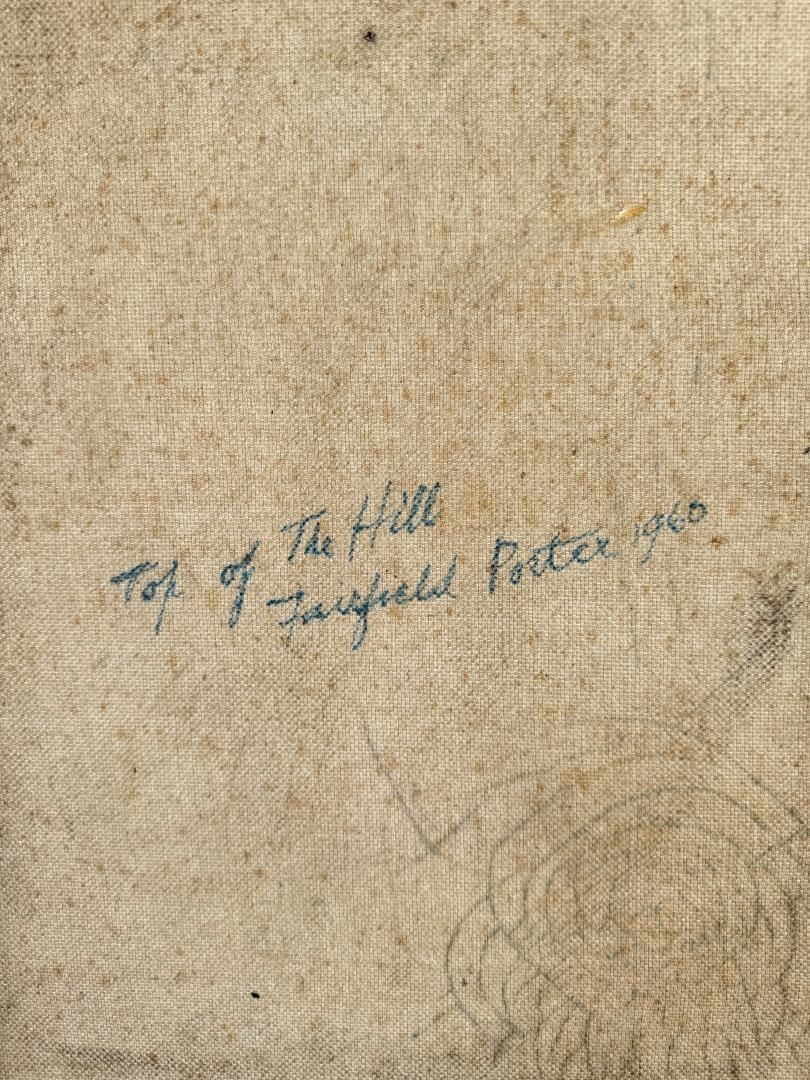 Top of The Hill
Fairfield Porter 1960